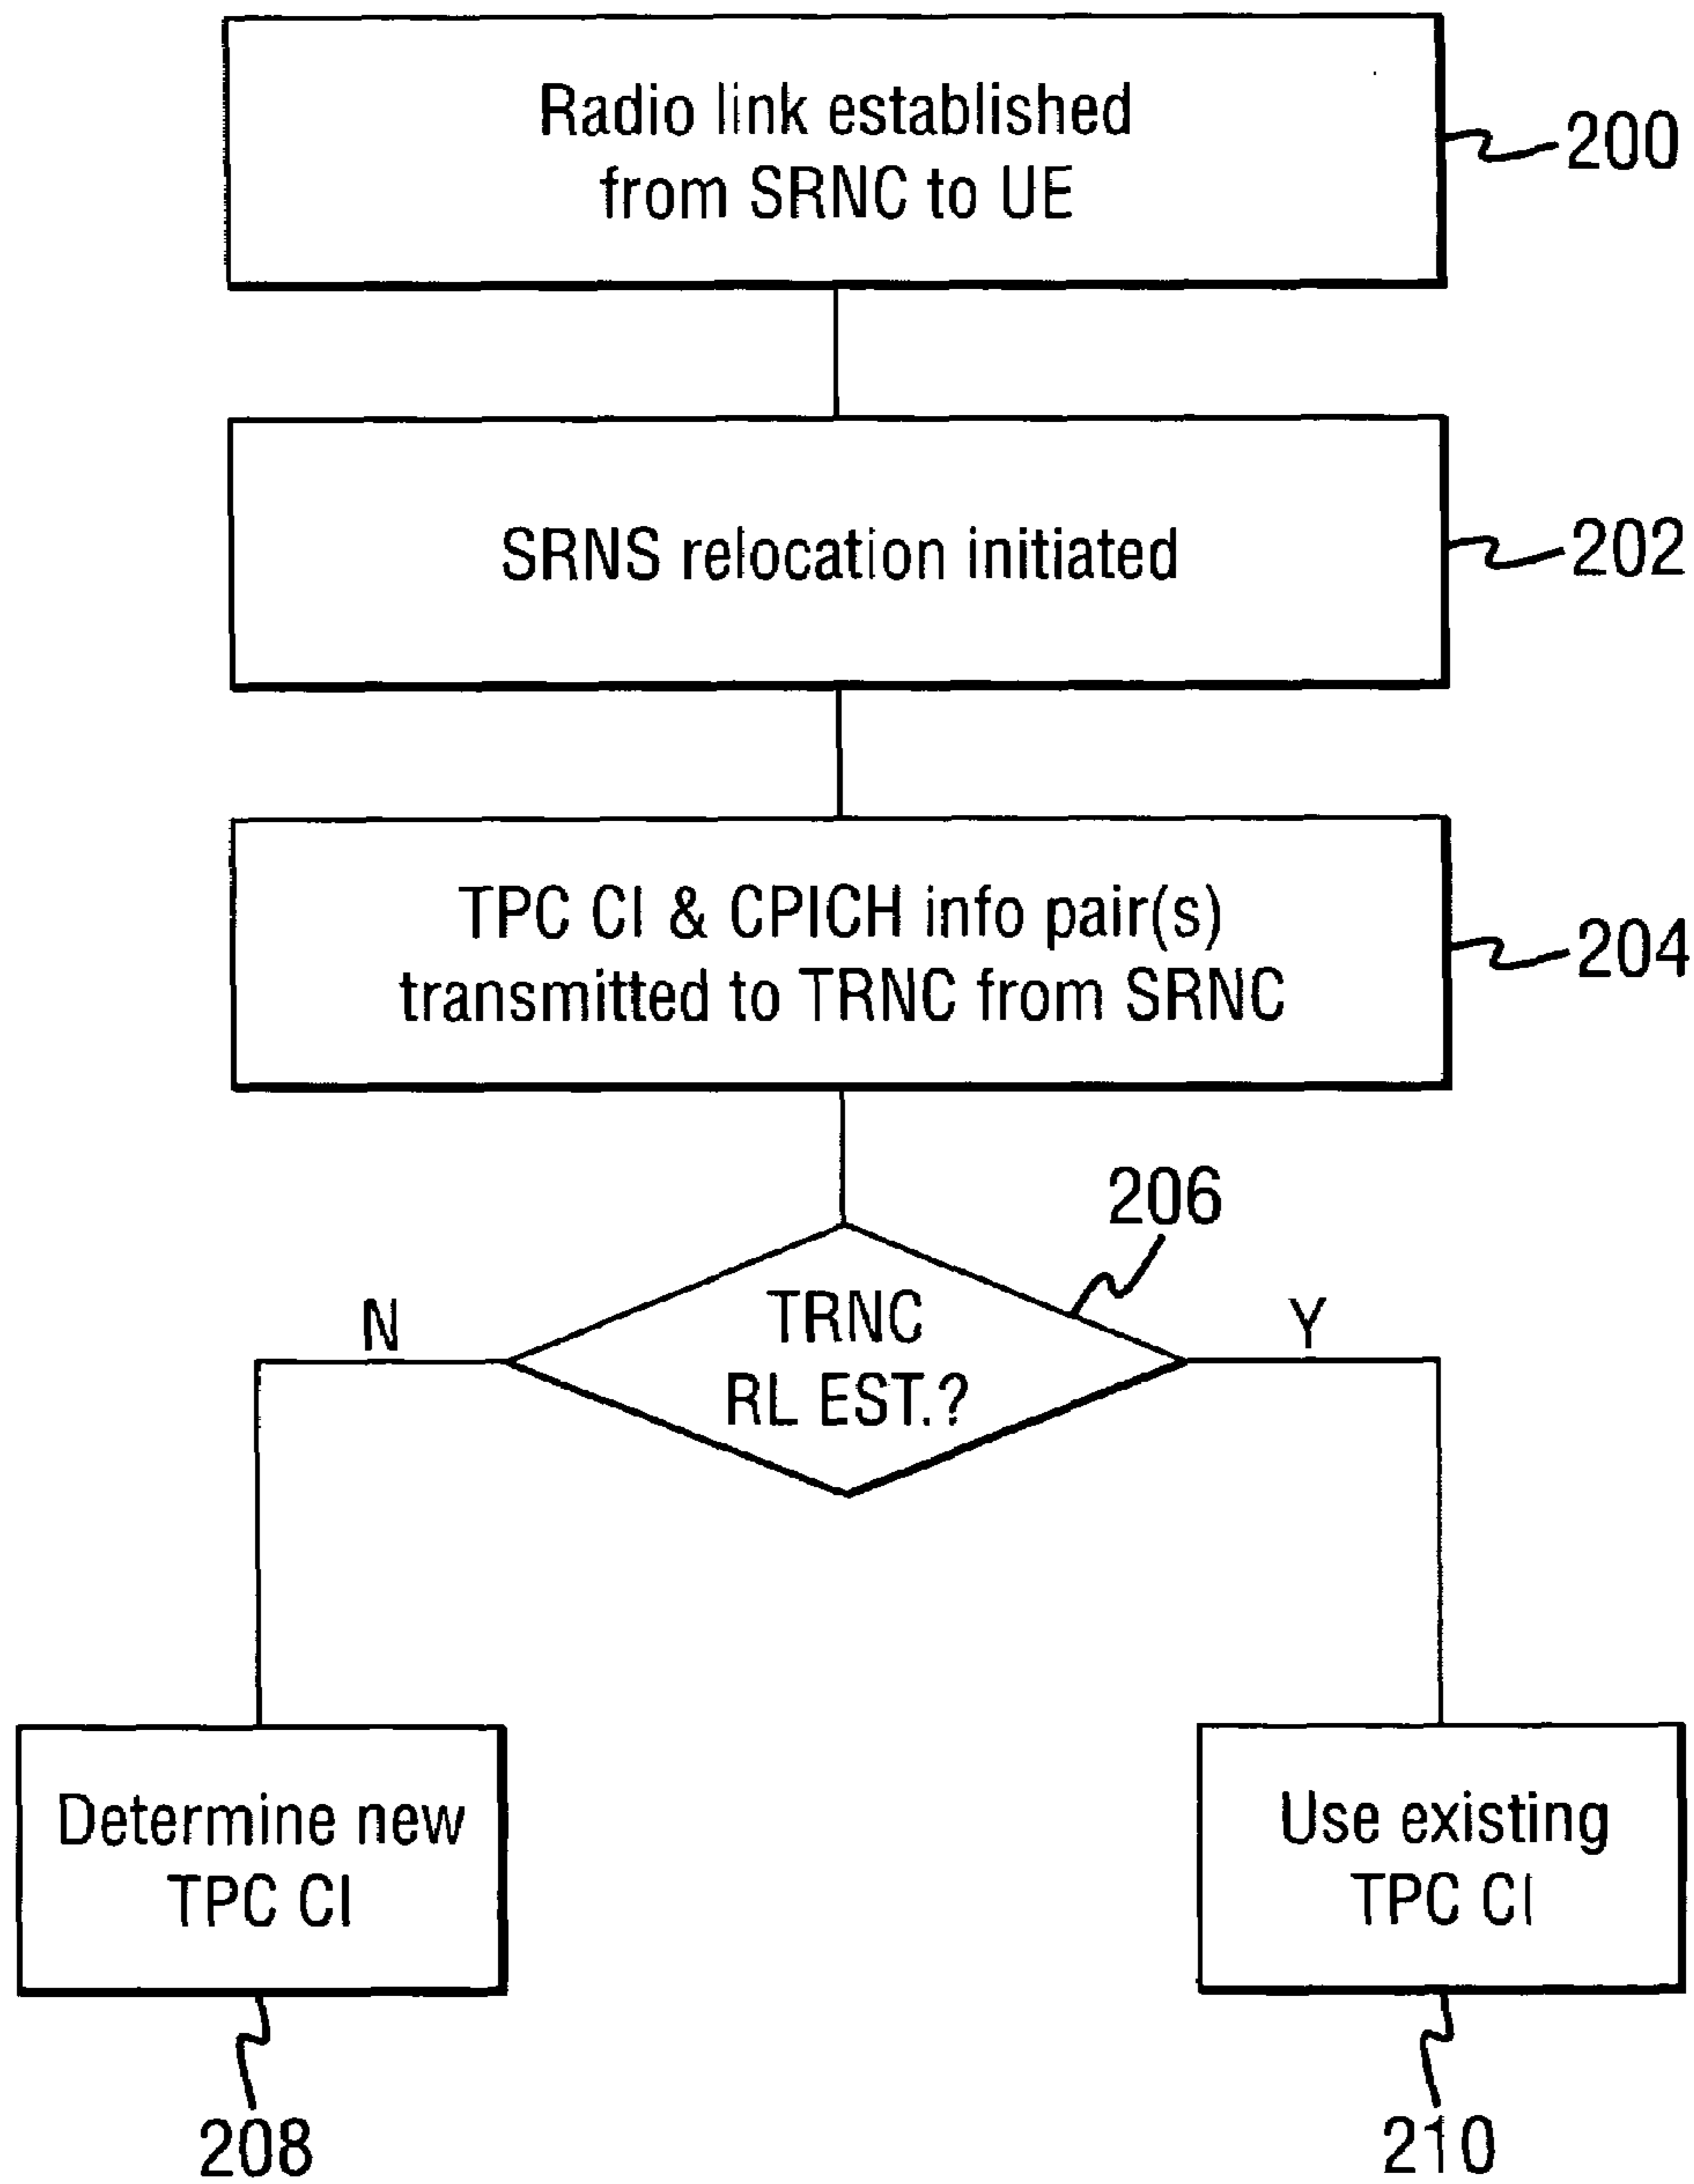 Radio link established
from SRNC to UE
200
SRNS relocation initiated
202
TPC CI & CPICH info pair(s)
transmitted to TRNC from SRNC
204
206
TRNC
RL EST.?
N
Y
Determine new
TPC CI
Use existing
TPC CI
208
210